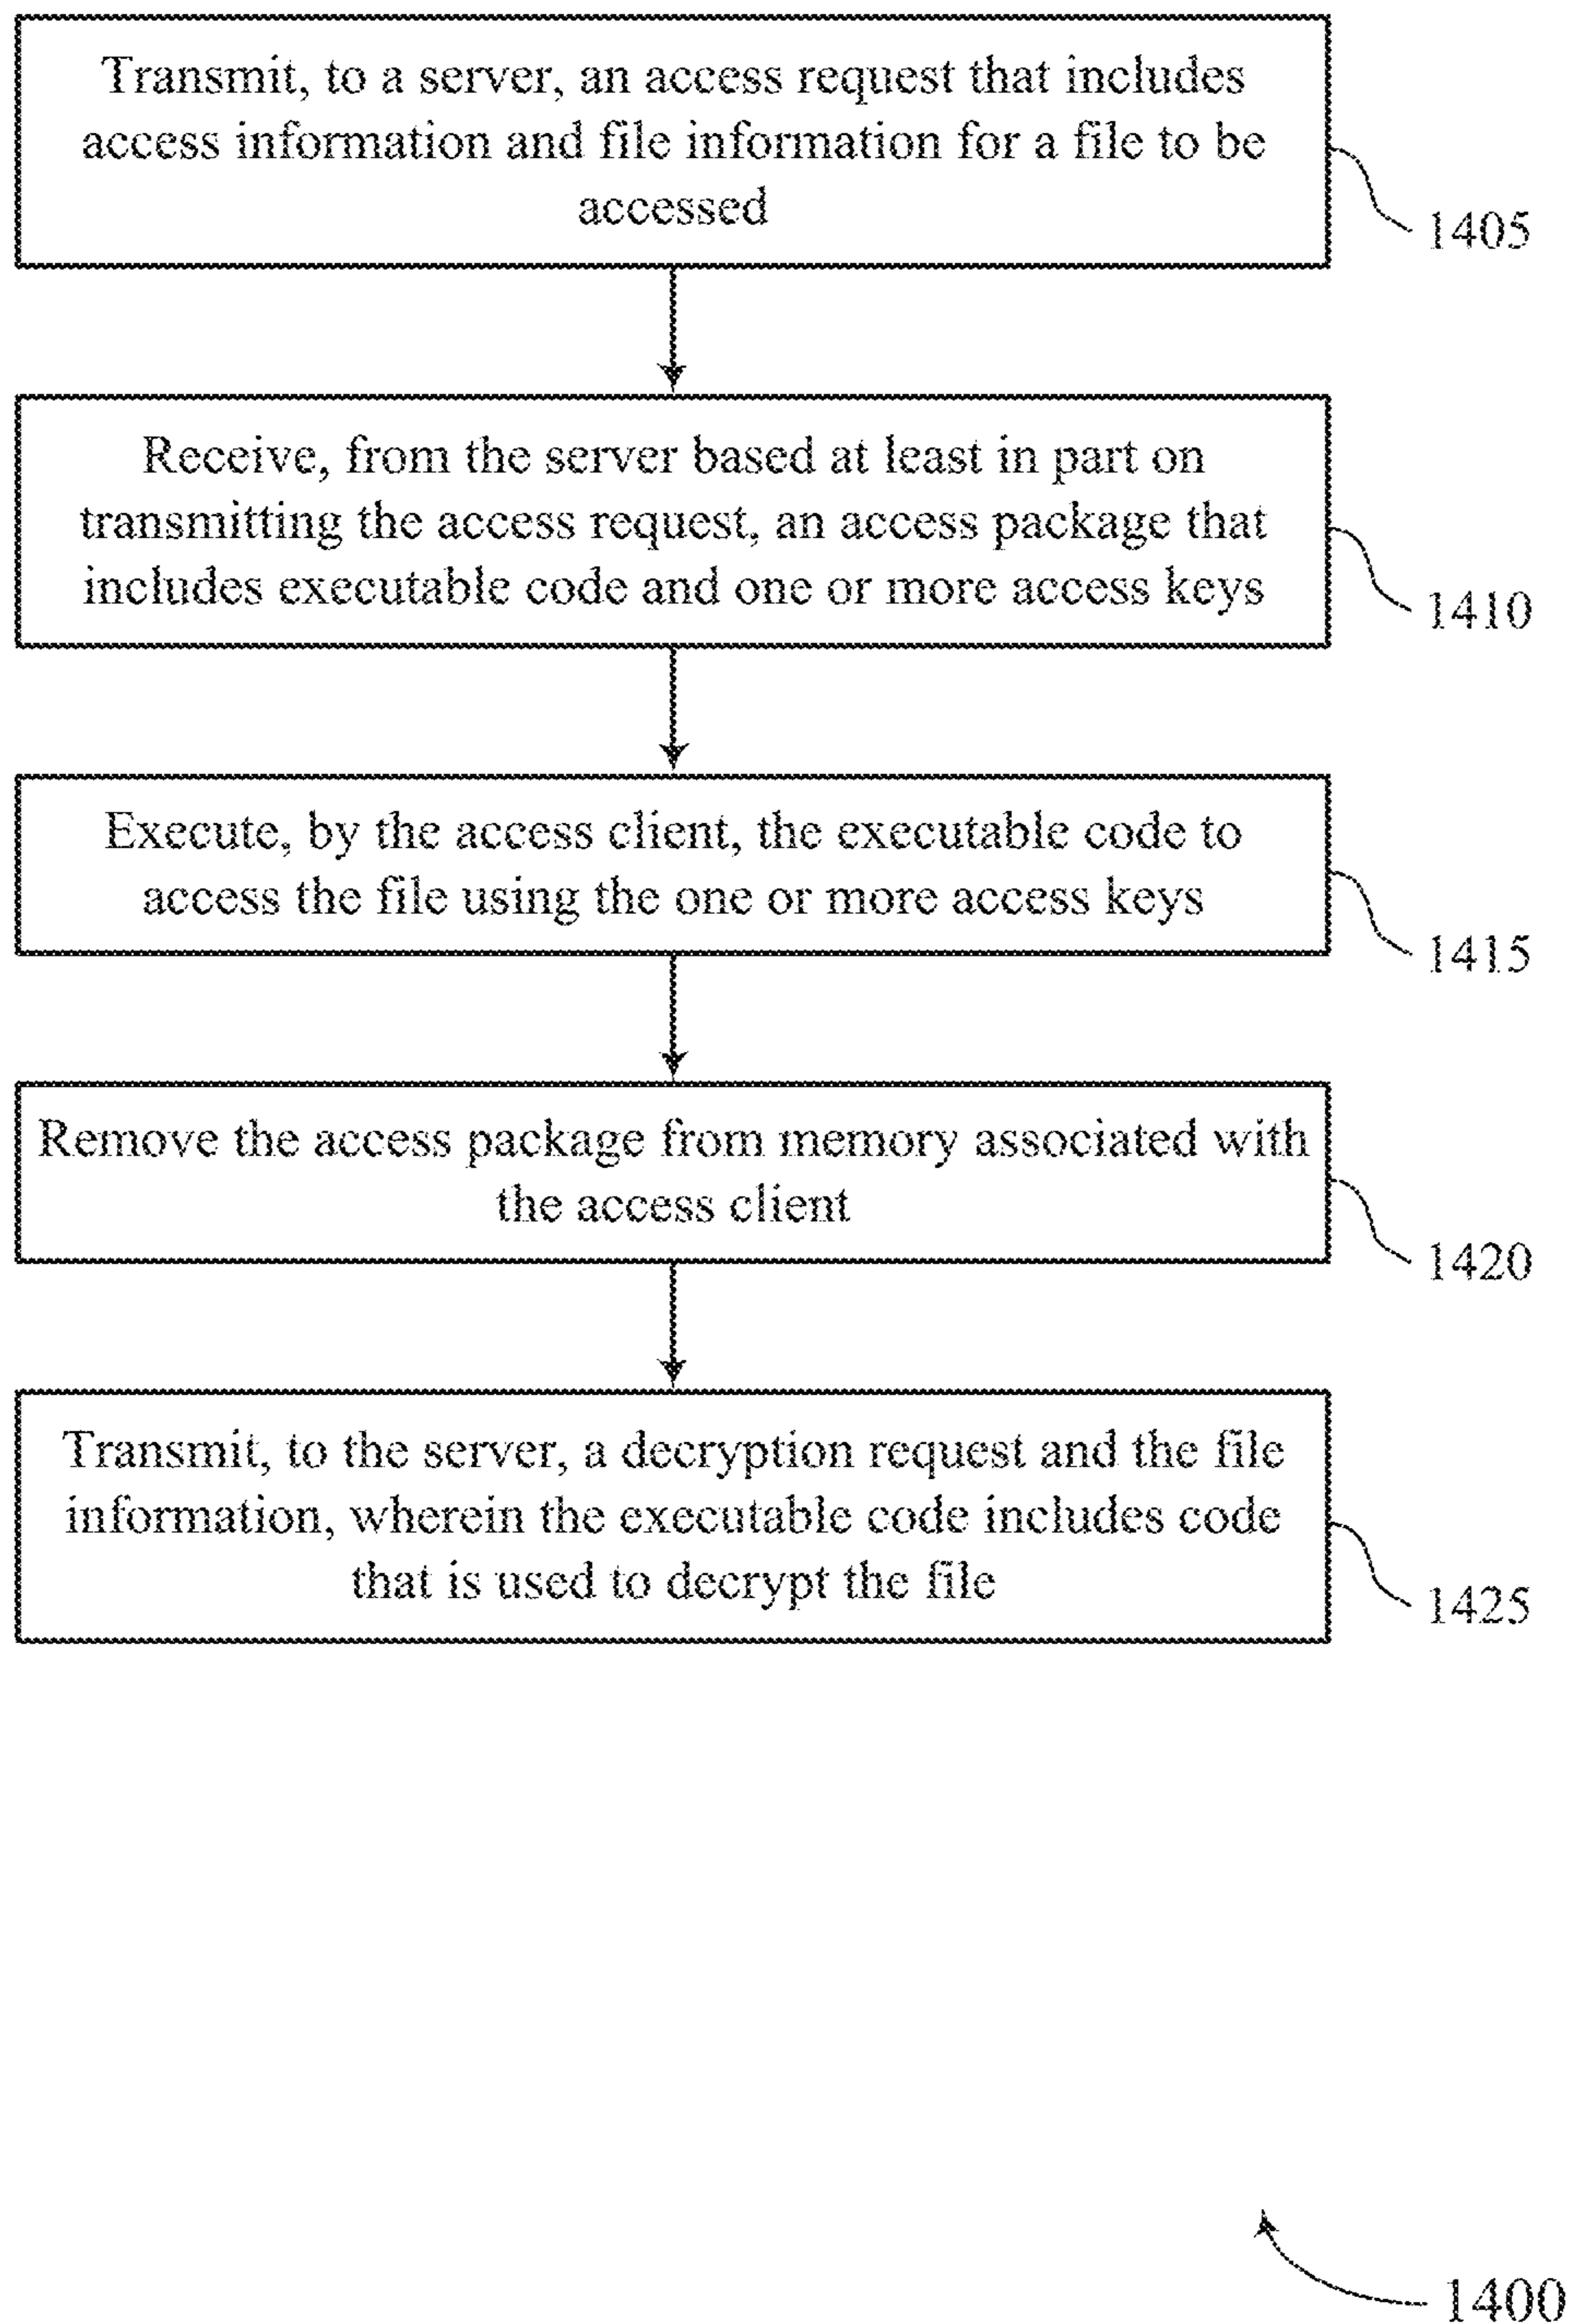 Transmit, to a server, an access request that includes
access information and file information for a file to be
accessed
1405
Receive, from the server based at least in part on
transmitting the access request, an access package that
includes executable code and one or more access keys
1410
Execute, by the access client, the executable code to
access the file using the one or more access keys
1415
Remove the access package from memory associated with
the access client
1420
Transmit, to the server, a decryption request and the file
information, wherein the executable code includes code
that is used to decrypt the file
1425
1400